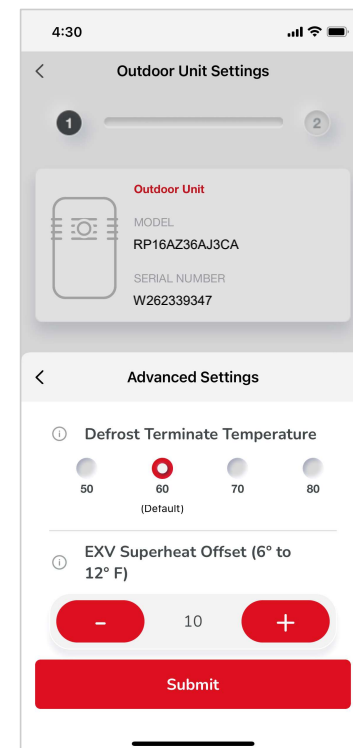 4:30
Outdoor Unit Settings
1
2
Outdoor Unit
MODEL
RP16AZ36AJ3CA
SERIAL NUMBER
W262339347
Advanced Settings
Defrost Terminate Temperature
50 60 70 80
(Default)
EXV Superheat Offset (6° to
12° F)
- 10 +
Submit